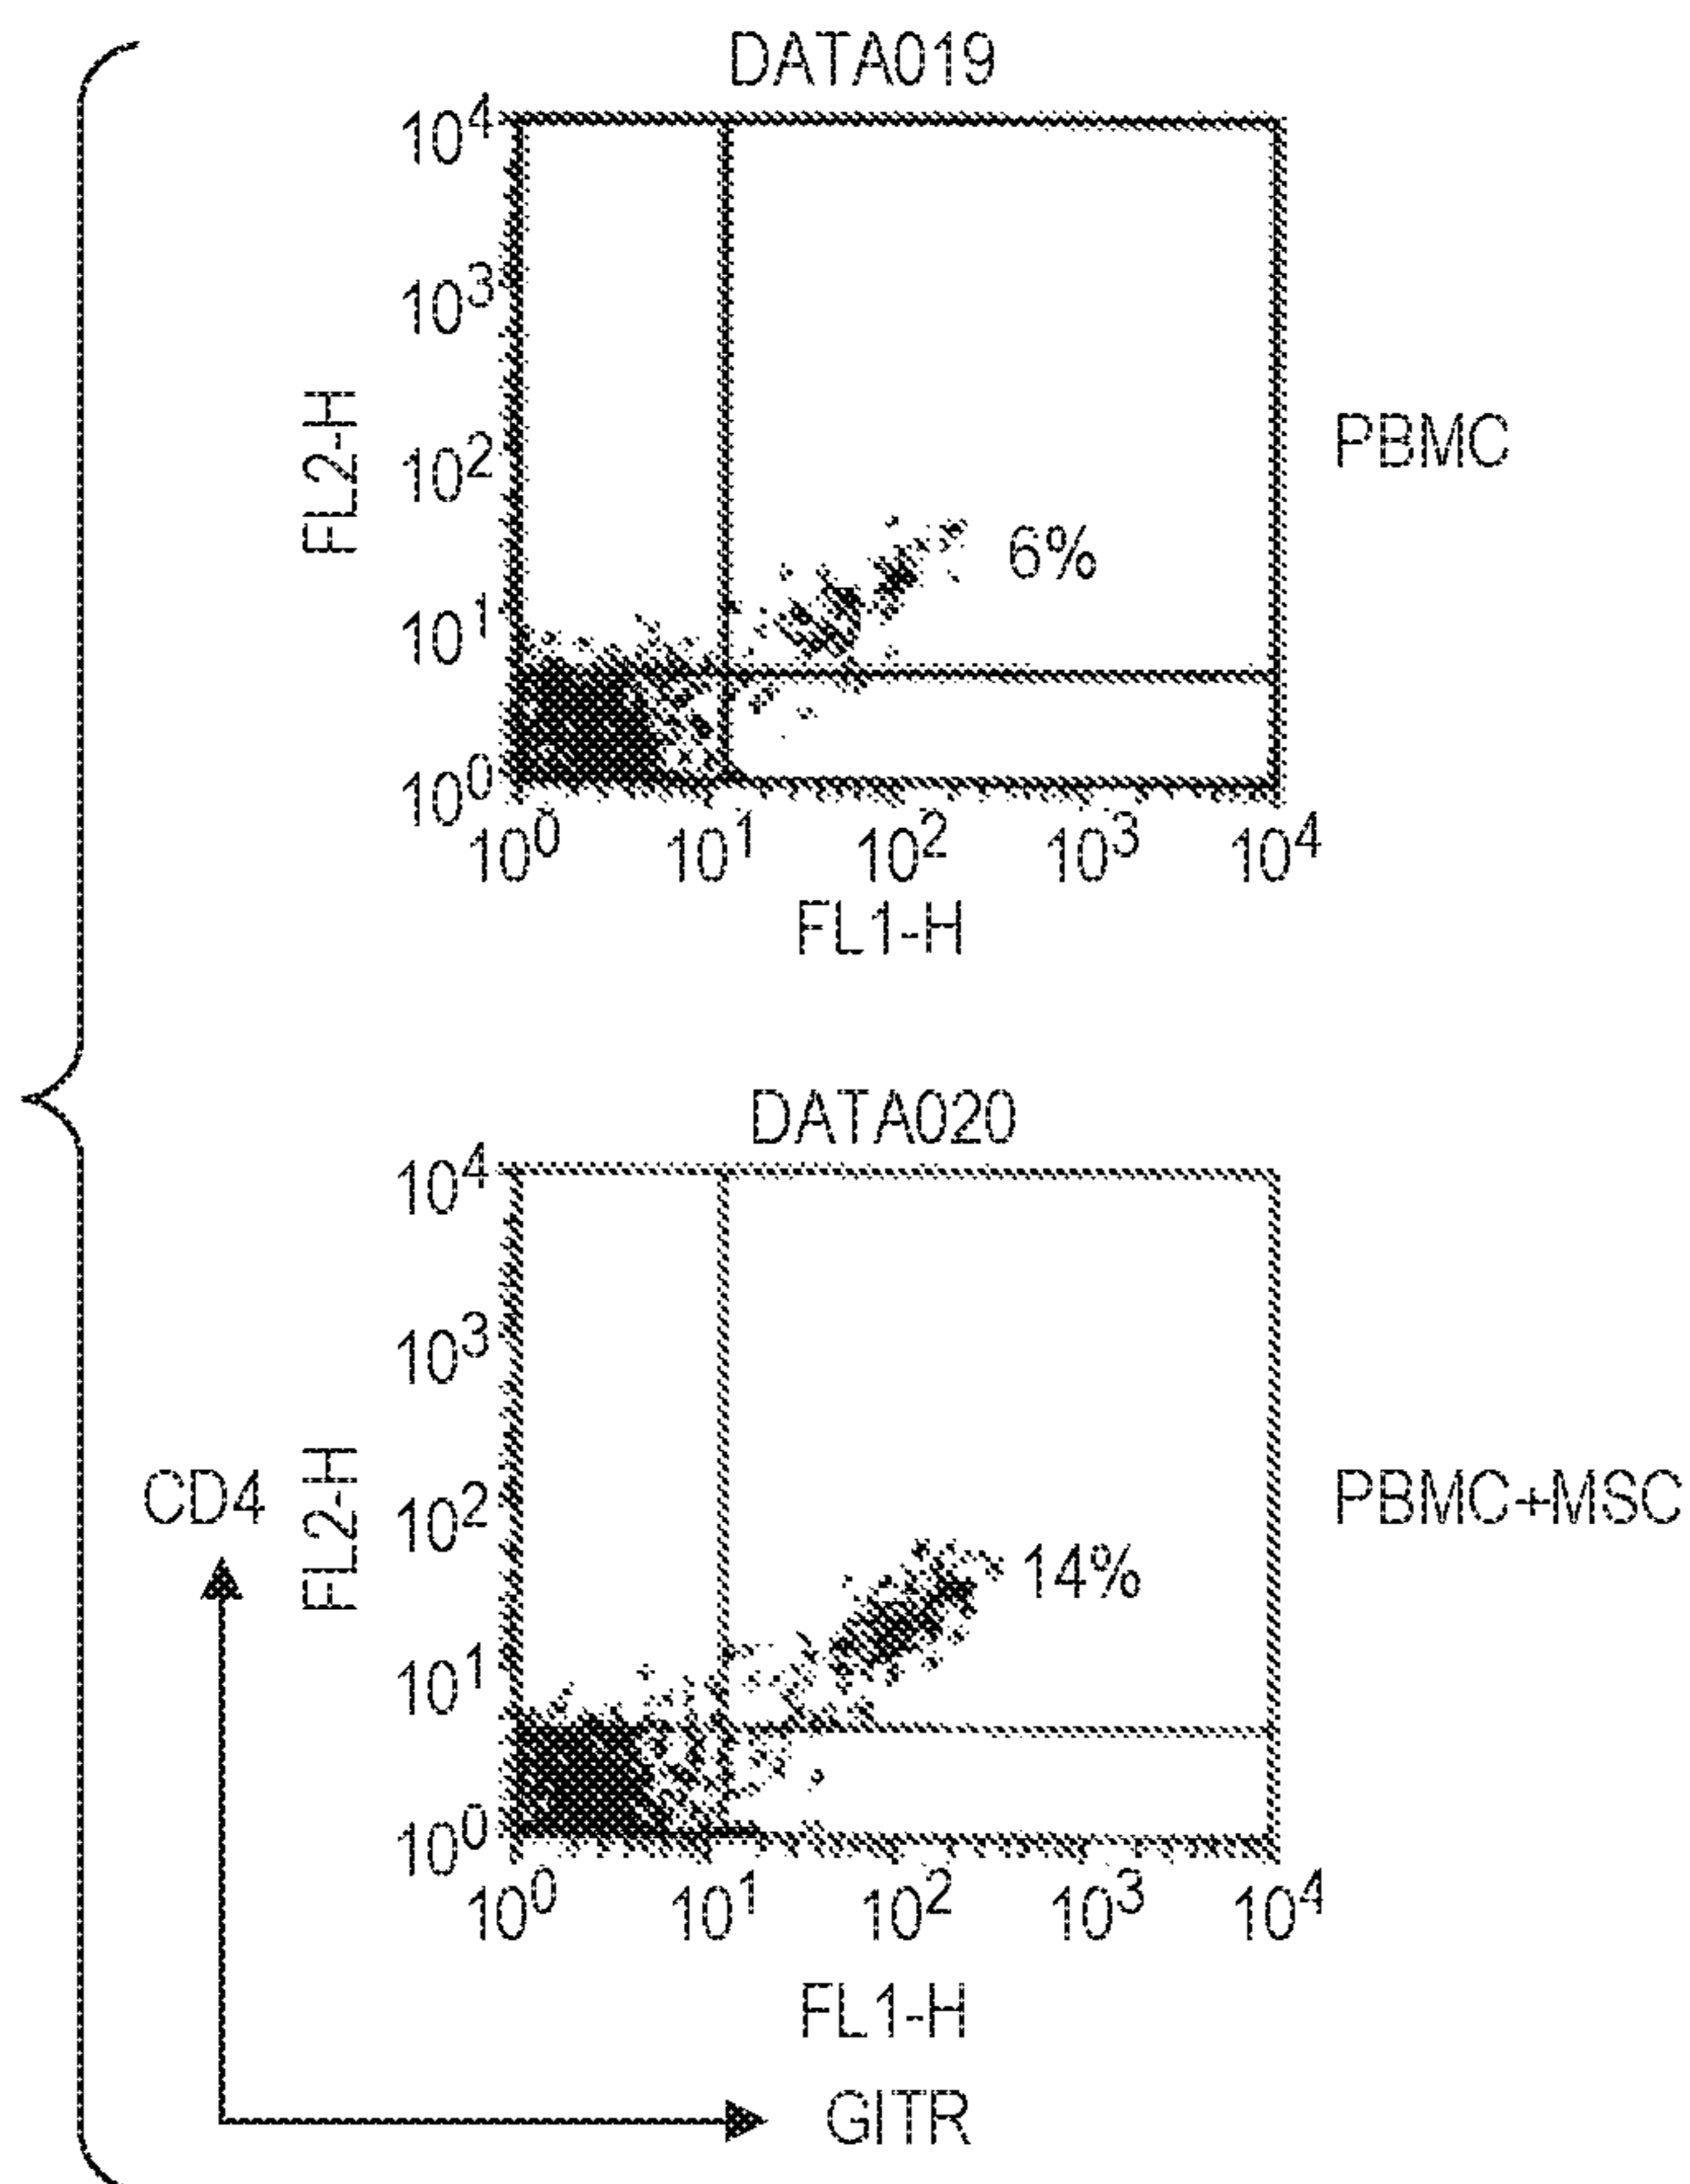 DATA019
10⁴
10³
10²
10¹
10⁰
FL2-H
6%
PBMC
10⁰ 10¹ 10² 10³ 10⁴
FL1-H
DATA020
10⁴
10³
10²
10¹
10⁰
CD4
FL2-H
14%
PBMC+MSC
10⁰ 10¹ 10² 10³ 10⁴
FL1-H
GITR